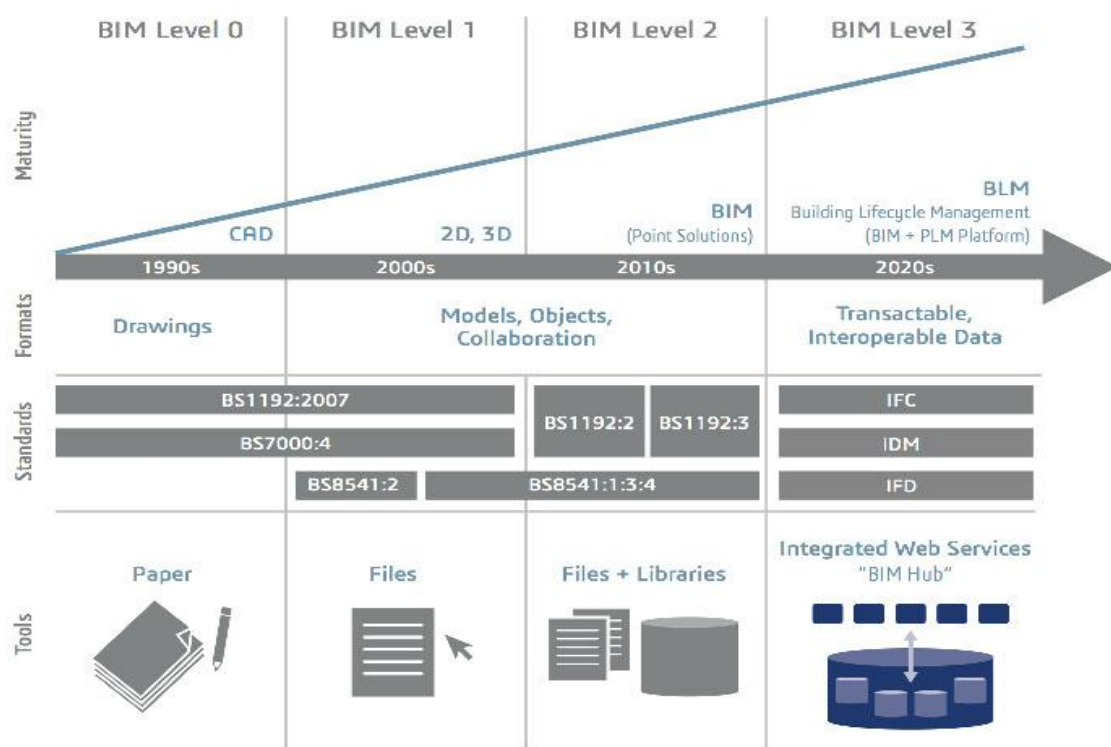 BIM Level 0
BIM Level 1
BIM Level 2
BIM Level 3
Maturity
CAD
2D, 3D
BIM
(Point Solutions)
BLM
Building Lifecycle Management
(BIM + PLM Platform)
1990s
2000s
2010s
2020s
Formats
Drawings
Models, Objects,
Collaboration
Transactable,
Interoperable Data
Standards
BS1192:2007
BS7000:4
BS8541:2
BS8541:1:3:4
BS1192:2
BS1192:3
IFC
IDM
IFD
Tools
Paper
Files
Files + Libraries
Integrated Web Services
"BIM Hub"